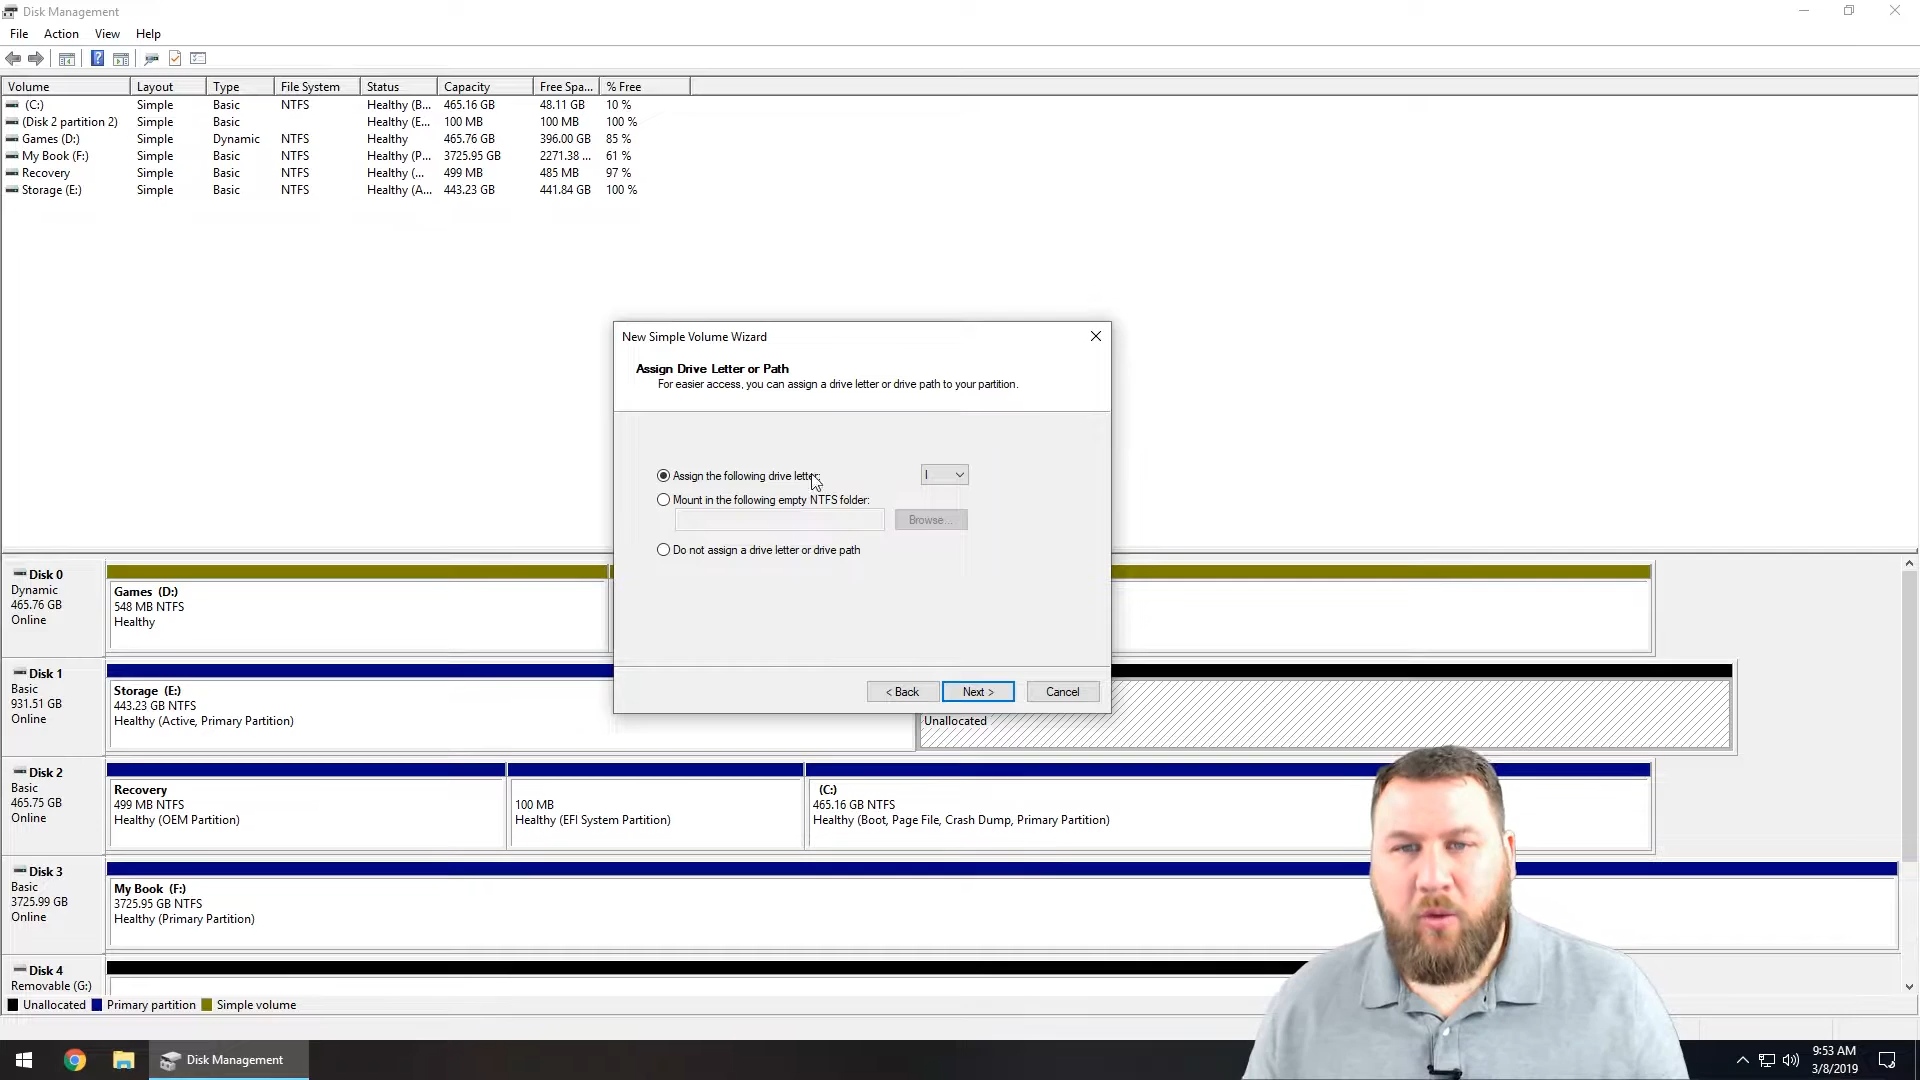 Disk Management
File Action View Help
Volume Layout Type File System Status Capacity Free Spa... % Free
(C:) Simple Basic NTFS Healthy (B... 465.16 GB 48.11 GB 10 %
(Disk 2 partition 2) Simple Basic Healthy (E... 100 MB 100 MB 100 %
Games (D:) Simple Dynamic NTFS Healthy 465.76 GB 396.00 GB 85 %
My Book (F:) Simple Basic NTFS Healthy (P... 3725.95 GB 2271.38 ... 61 %
Recovery Simple Basic NTFS Healthy (... 499 MB 485 MB 97 %
Storage (E:) Simple Basic NTFS Healthy (A... 443.23 GB 441.84 GB 100 %
New Simple Volume Wizard
Assign Drive Letter or Path
For easier access, you can assign a drive letter or drive path to your partition.
Assign the following drive letter: I
Mount in the following empty NTFS folder:
Browse...
Do not assign a drive letter or drive path
< Back Next > Cancel
Disk 0
Dynamic
465.76 GB
Online
Games (D:)
548 MB NTFS
Healthy
Disk 1
Basic
931.51 GB
Online
Storage (E:)
443.23 GB NTFS
Healthy (Active, Primary Partition)
Unallocated
Disk 2
Basic
465.75 GB
Online
Recovery
499 MB NTFS
Healthy (OEM Partition)
100 MB
Healthy (EFI System Partition)
(C:)
465.16 GB NTFS
Healthy (Boot, Page File, Crash Dump, Primary Partition)
Disk 3
Basic
3725.99 GB
Online
My Book (F:)
3725.95 GB NTFS
Healthy (Primary Partition)
Disk 4
Removable (G:)
Unallocated Primary partition Simple volume
Disk Management
9:53 AM
3/8/2019